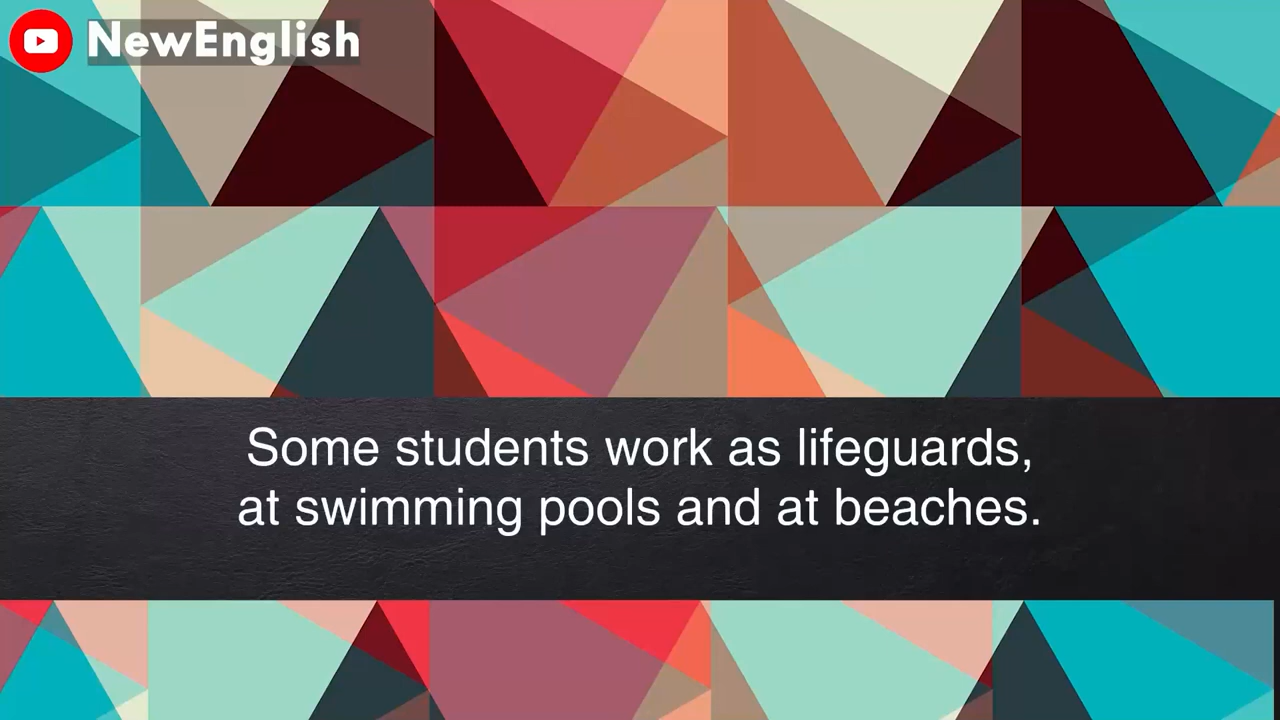 NewEnglish
Some students work as lifeguards,
at swimming pools and at beaches.